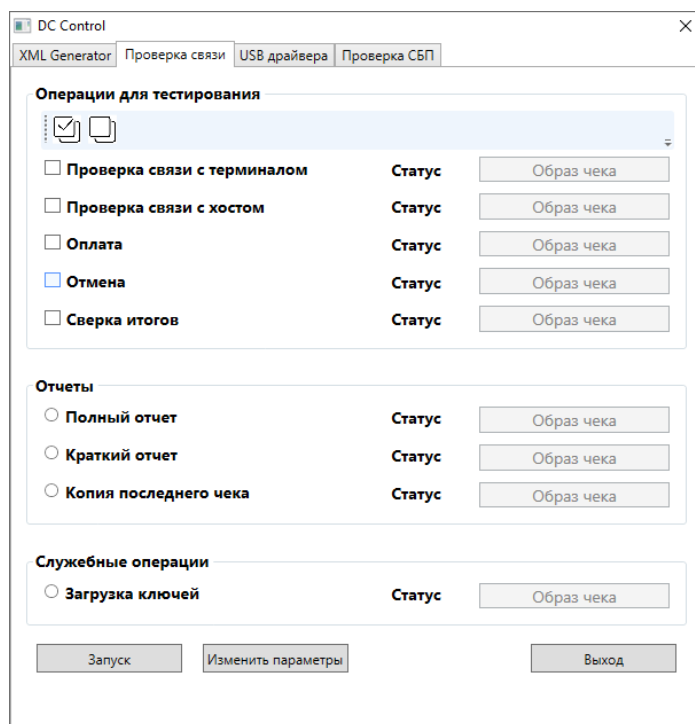 DC Control
XML Generator Проверка связи USB драйвера Проверка СБП
Операции для тестирования
Проверка связи с терминалом Статус Образ чека
Проверка связи с хостом Статус Образ чека
Оплата Статус Образ чека
Отмена Статус Образ чека
Сверка итогов Статус Образ чека
Отчеты
Полный отчет Статус Образ чека
Краткий отчет Статус Образ чека
Копия последнего чека Статус Образ чека
Служебные операции
Загрузка ключей Статус Образ чека
Запуск Изменить параметры Выход